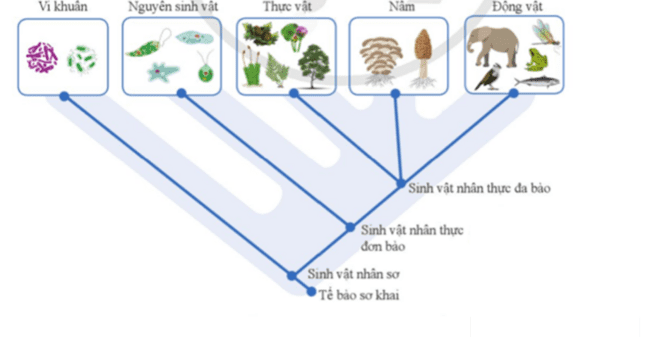 Vi khuẩn
Nguyên sinh vật
Thực vật
Nấm
Động vật
Sinh vật nhân thực đa bào
Sinh vật nhân thực
đơn bào
Sinh vật nhân sơ
Tế bào sơ khai